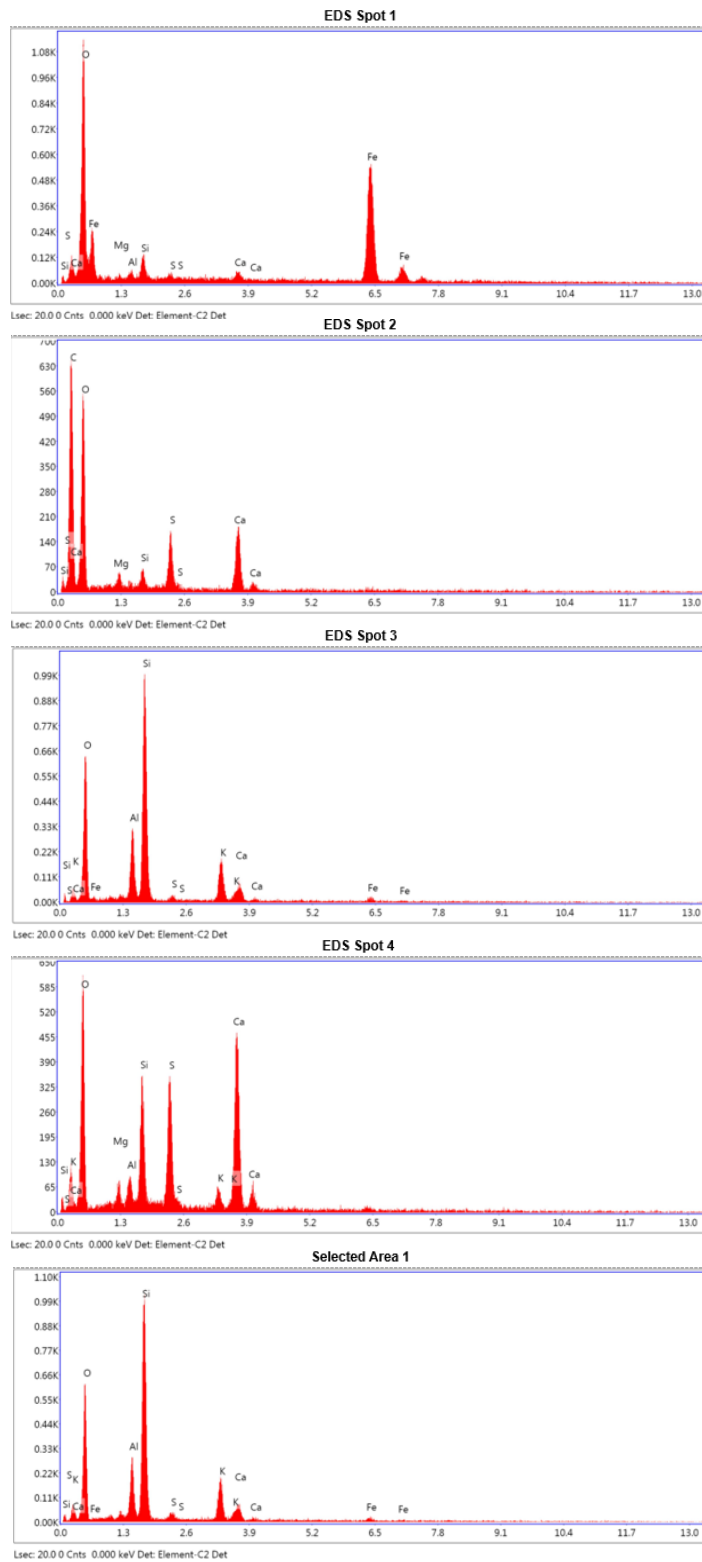 EDS Spot 1
1.08K
O
0.96K
0.84K
0.72K
0.60K
Fe
0.48K
0.36K
0.24K
S
Fe
Mg
Si
0.12K
Si
Ca
Al
S S
Ca
Ca
Fe
0.00K
0.0 1.3 2.6 3.9 5.2 6.5 7.8 9.1 10.4 11.7 13.0
Lsec: 20.0 0 Cnts 0.000 keV Det: Element-C2 Det
EDS Spot 2
700
C
630
O
560
490
420
350
280
210
S
Ca
140
S
Ca
70
Si
Mg
Si
S
Ca
0
0.0 1.3 2.6 3.9 5.2 6.5 7.8 9.1 10.4 11.7 13.0
Lsec: 20.0 0 Cnts 0.000 keV Det: Element-C2 Det
EDS Spot 3
Si
0.99K
0.88K
0.77K
O
0.66K
0.55K
0.44K
Al
0.33K
0.22K
K
Ca
Si
K
0.11K
S
Ca
Fe
S
S
K
Ca
Fe
Fe
0.00K
0.0 1.3 2.6 3.9 5.2 6.5 7.8 9.1 10.4 11.7 13.0
Lsec: 20.0 0 Cnts 0.000 keV Det: Element-C2 Det
EDS Spot 4
650
O
585
520
Ca
455
390
Si
S
325
260
195
Mg
130
Si
K
Al
65
S
Ca
S
K
K
Ca
0
0.0 1.3 2.6 3.9 5.2 6.5 7.8 9.1 10.4 11.7 13.0
Lsec: 20.0 0 Cnts 0.000 keV Det: Element-C2 Det
Selected Area 1
1.10K
Si
0.99K
0.88K
0.77K
O
0.66K
0.55K
0.44K
Al
0.33K
0.22K
S
K
K
Ca
0.11K
Si
Ca
Fe
S
S
K
Ca
Fe
Fe
0.00K
0.0 1.3 2.6 3.9 5.2 6.5 7.8 9.1 10.4 11.7 13.0
Lsec: 20.0 0 Cnts 0.000 keV Det: Element-C2 Det